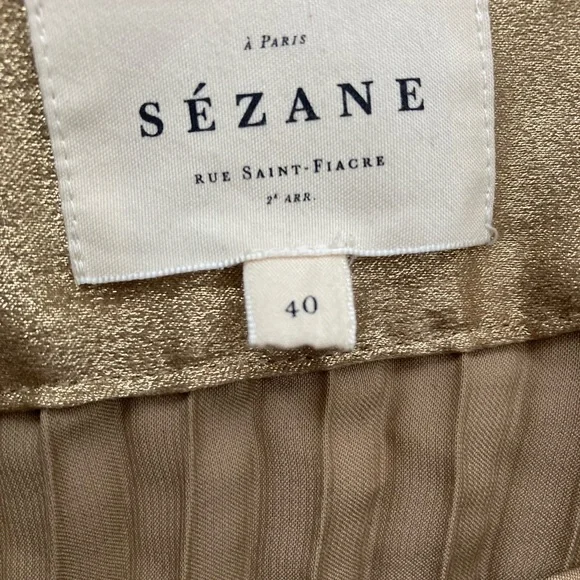 à Paris
SÉZANE
Rue Saint-Fiacre
2e ARR.
40